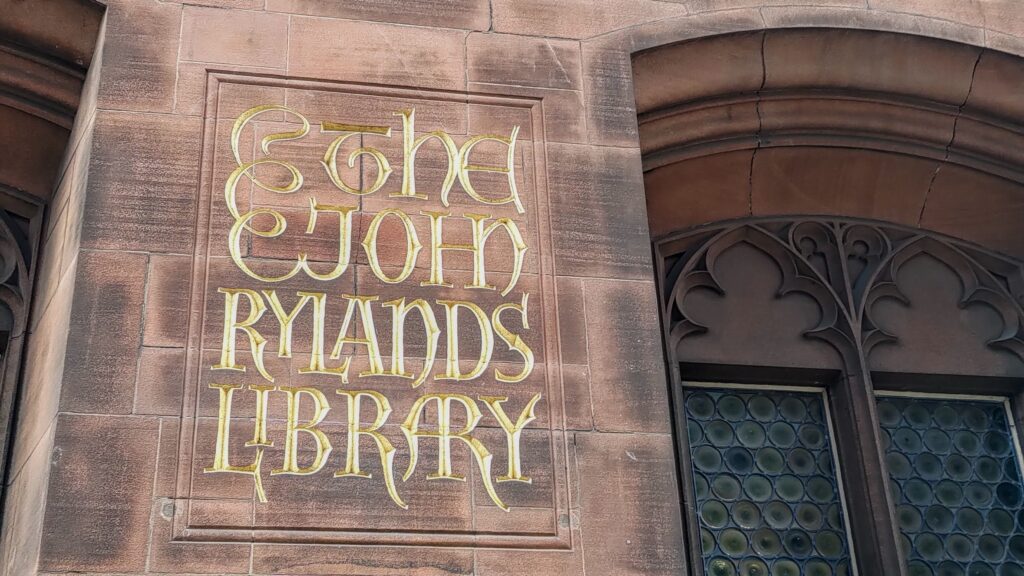 The
JOHN
RYLANDS
LIBRARY